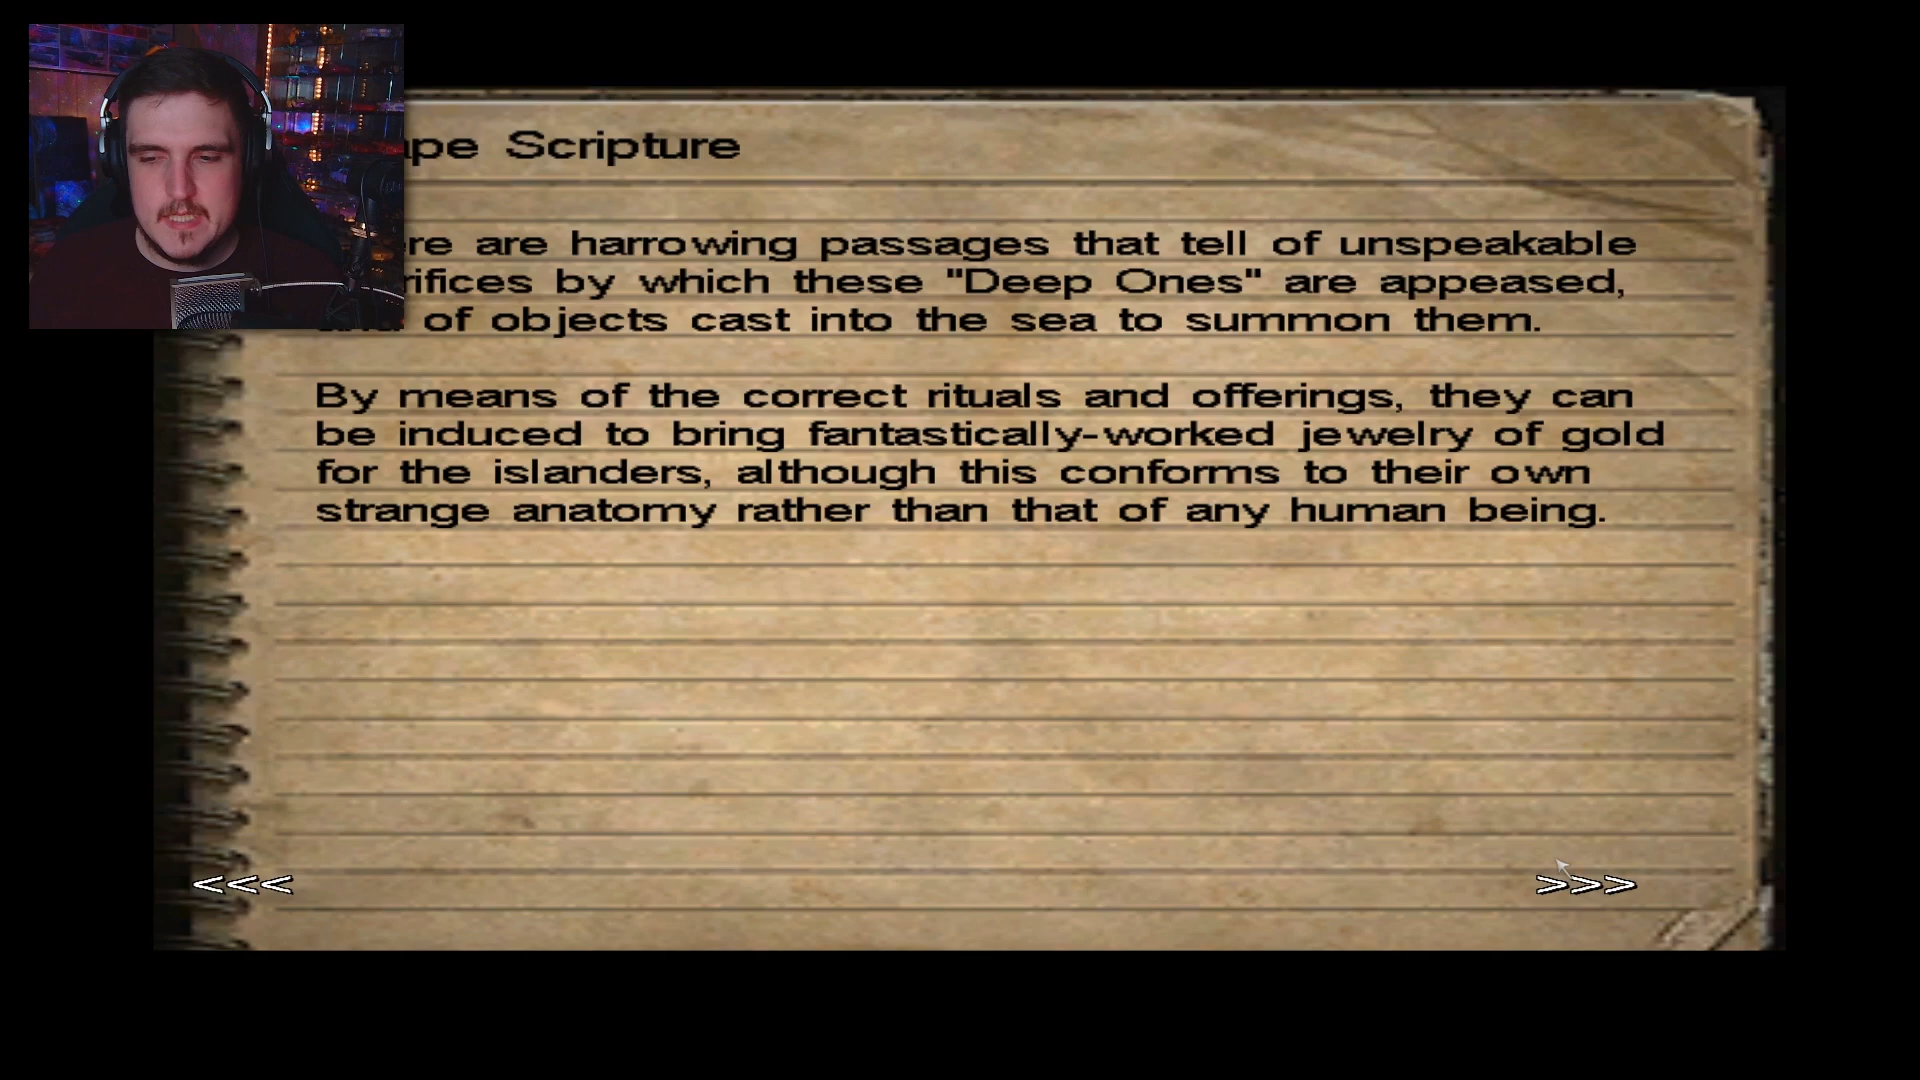 Scripture
are harrowing passages that tell of unspeakable
by which these "Deep Ones" are appeased,
of objects cast into the sea to summon them.
By means of the correct rituals and offerings, they can
be induced to bring fantastically-worked jewelry of gold
for the islanders, although this conforms to their own
strange anatomy rather than that of any human being.
<<< >>>